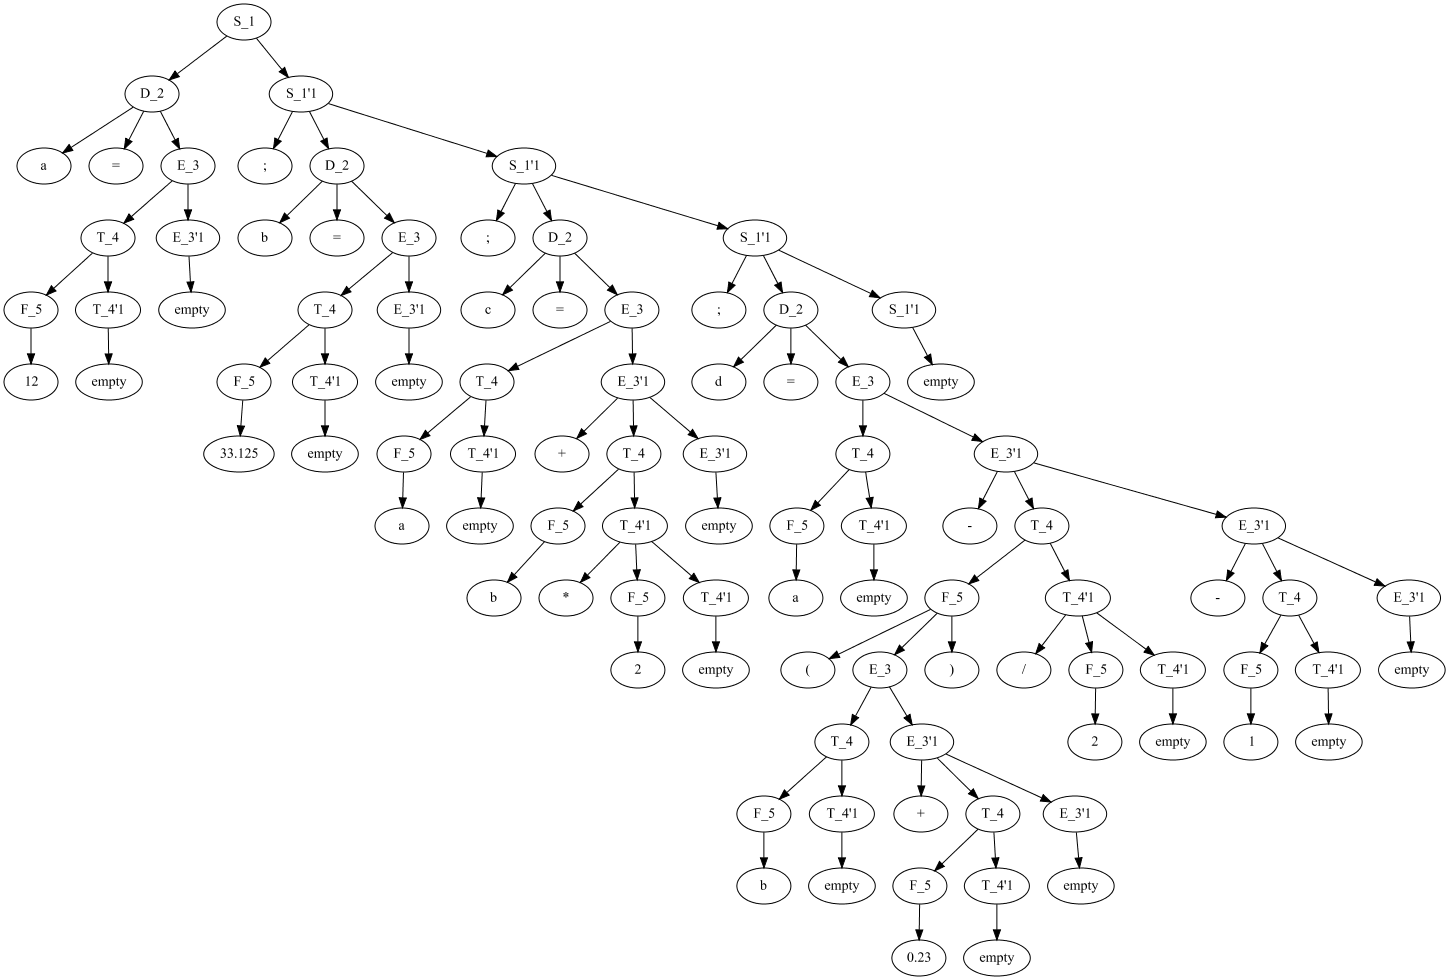 S_1
D_2 S_1'1
a = E_3 ; D_2 S_1'1
T_4 E_3'1 b = E_3 ; D_2 S_1'1
F_5 T_4'1 empty T_4 E_3'1 c = E_3 ; D_2 S_1'1
12 empty F_5 T_4'1 empty T_4 E_3'1 d = E_3 empty
33.125 empty F_5 T_4'1 + T_4 E_3'1 T_4 E_3'1
a empty F_5 T_4'1 empty F_5 T_4'1 - T_4 E_3'1
b * F_5 T_4'1 a empty F_5 T_4'1 - T_4 E_3'1
2 empty ( E_3 ) / F_5 T_4'1 F_5 T_4'1 empty
T_4 E_3'1 2 empty 1 empty
F_5 T_4'1 + T_4 E_3'1
b empty F_5 T_4'1 empty
0.23 empty